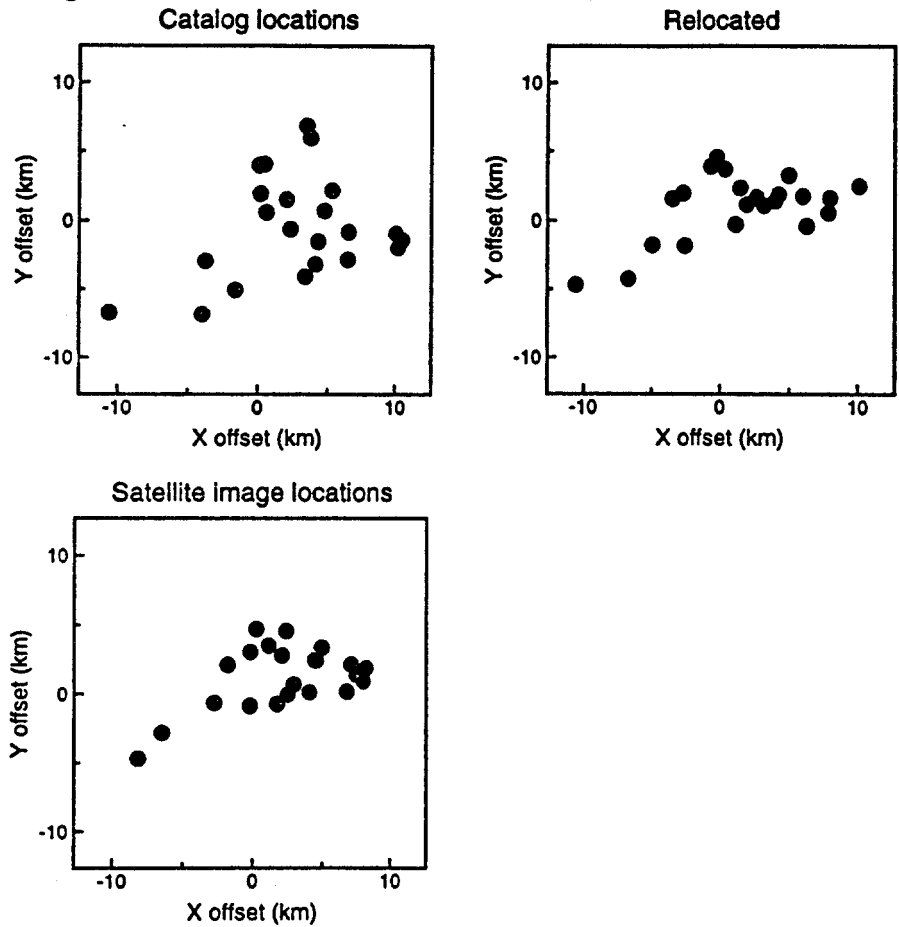 Catalog locations
10
0
-10
Y offset (km)
-10 0 10
X offset (km)
Relocated
10
0
-10
Y offset (km)
-10 0 10
X offset (km)
Satellite image locations
10
0
-10
Y offset (km)
-10 0 10
X offset (km)